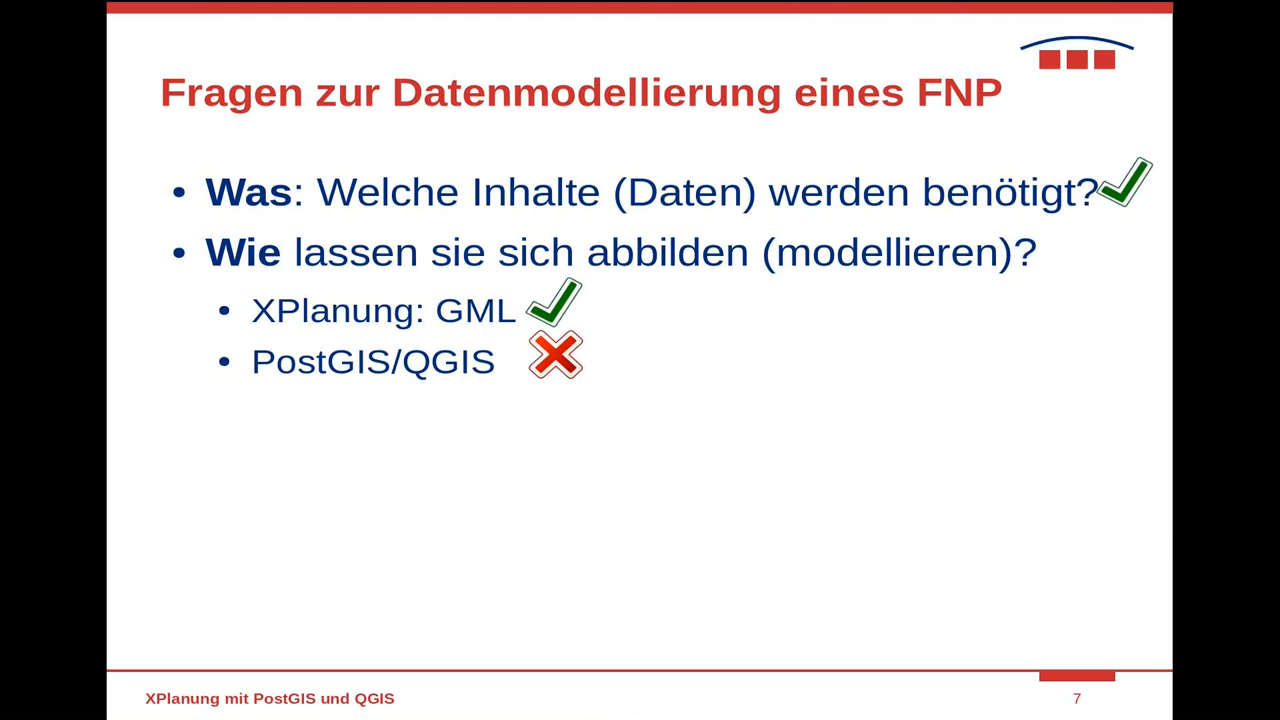 Fragen zur Datenmodellierung eines FNP
• Was: Welche Inhalte (Daten) werden benötigt?
• Wie lassen sie sich abbilden (modellieren)?
• XPlanung: GML
• PostGIS/QGIS
XPlanung mit PostGIS und QGIS
7